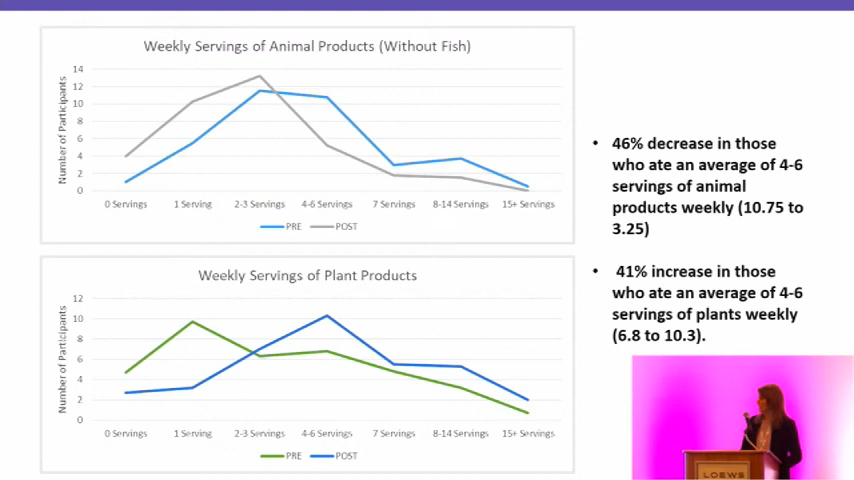 Weekly Servings of Animal Products (Without Fish)
Number of Participants
14
12
10
8
6
4
2
0
0 Servings 1 Serving 2-3 Servings 4-6 Servings 7 Servings 8-14 Servings 15+ Servings
PRE POST
• 46% decrease in those
who ate an average of 4-6
servings of animal
products weekly (10.75 to
3.25)
Weekly Servings of Plant Products
Number of Participants
12
10
8
6
4
2
0
0 Servings 1 Serving 2-3 Servings 4-6 Servings 7 Servings 8-14 Servings 15+ Servings
PRE POST
• 41% increase in those
who ate an average of 4-6
servings of plants weekly
(6.8 to 10.3).
LOEWS